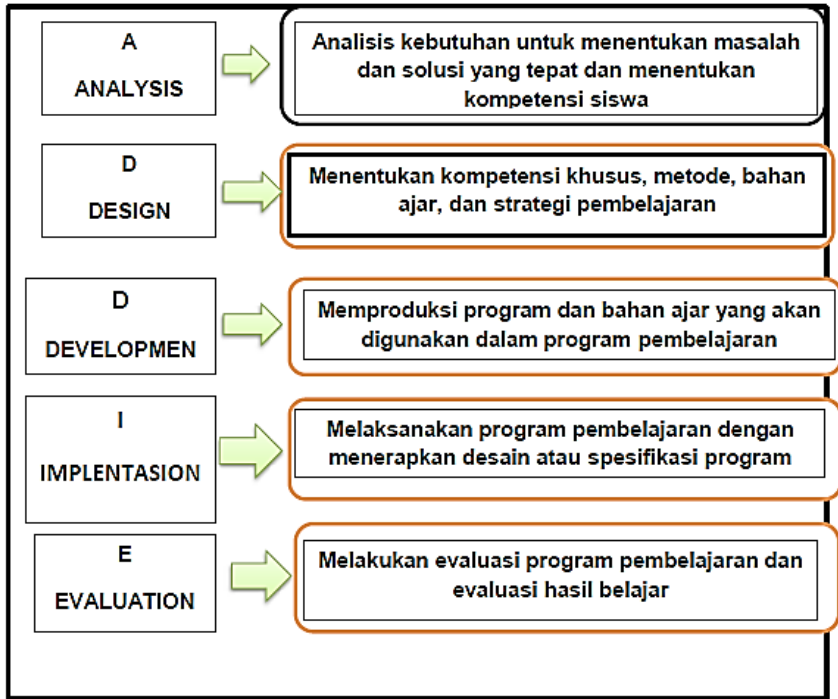 A
ANALYSIS
Analisis kebutuhan untuk menentukan masalah
dan solusi yang tepat dan menentukan
kompetensi siswa
D
DESIGN
Menentukan kompetensi khusus, metode, bahan
ajar, dan strategi pembelajaran
D
DEVELOPMEN
Memproduksi program dan bahan ajar yang akan
digunakan dalam program pembelajaran
I
IMPLENTASION
Melaksanakan program pembelajaran dengan
menerapkan desain atau spesifikasi program
E
EVALUATION
Melakukan evaluasi program pembelajaran dan
evaluasi hasil belajar